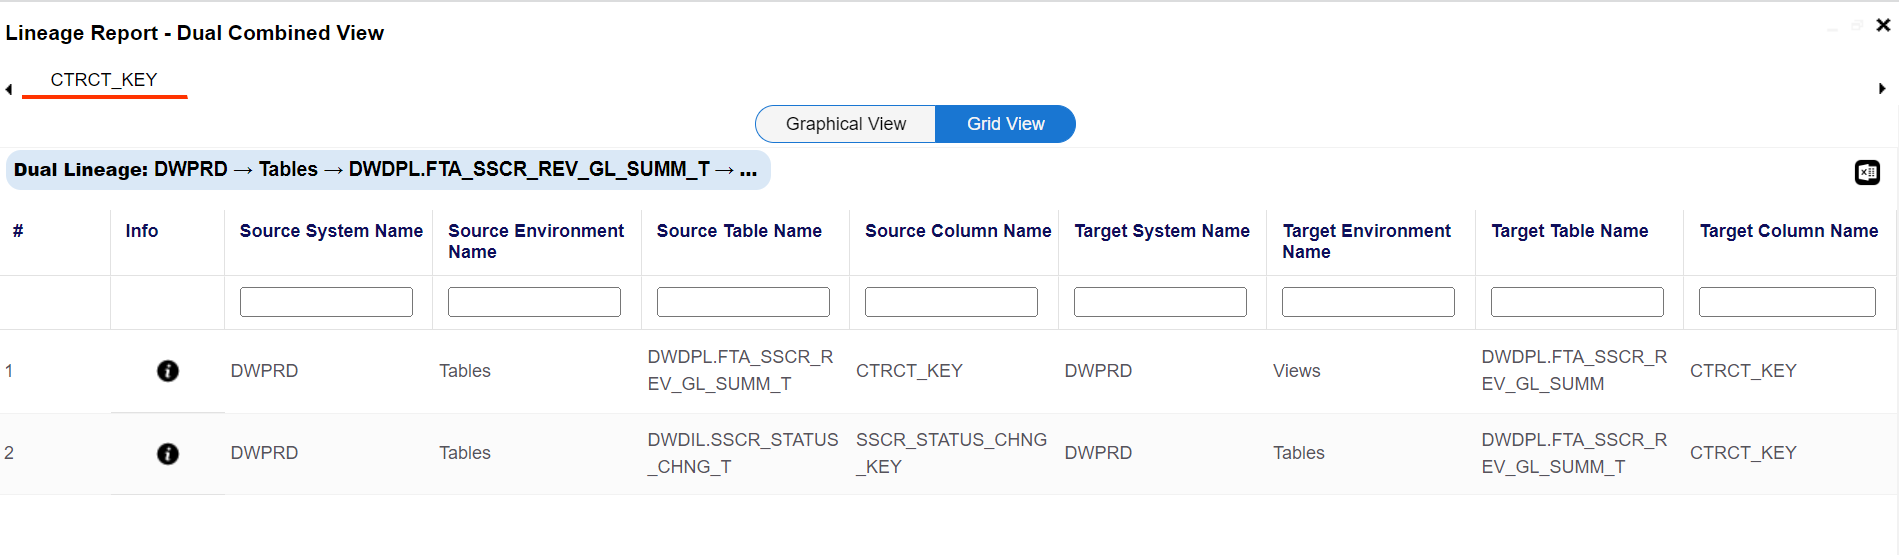 Lineage Report - Dual Combined View
CTRCT_KEY
Graphical View Grid View
Dual Lineage: DWPRD → Tables → DWDPL.FTA_SSCR_REV_GL_SUMM_T → ...
# Info Source System Name Source Environment Source Table Name Source Column Name Target System Name Target Environment Target Table Name Target Column Name
Name Name
DWDPL.FTA_SSCR_R DWDPL.FTA_SSCR_R
1 DWPRD Tables CTRCT_KEY DWPRD Views CTRCT_KEY
EV_GL_SUMM_T EV_GL_SUMM
DWDIL.SSCR_STATUS SSCR_STATUS_CHNG DWDPL.FTA_SSCR_R
2 DWPRD Tables DWPRD Tables CTRCT_KEY
_CHNG_T _KEY EV_GL_SUMM_T